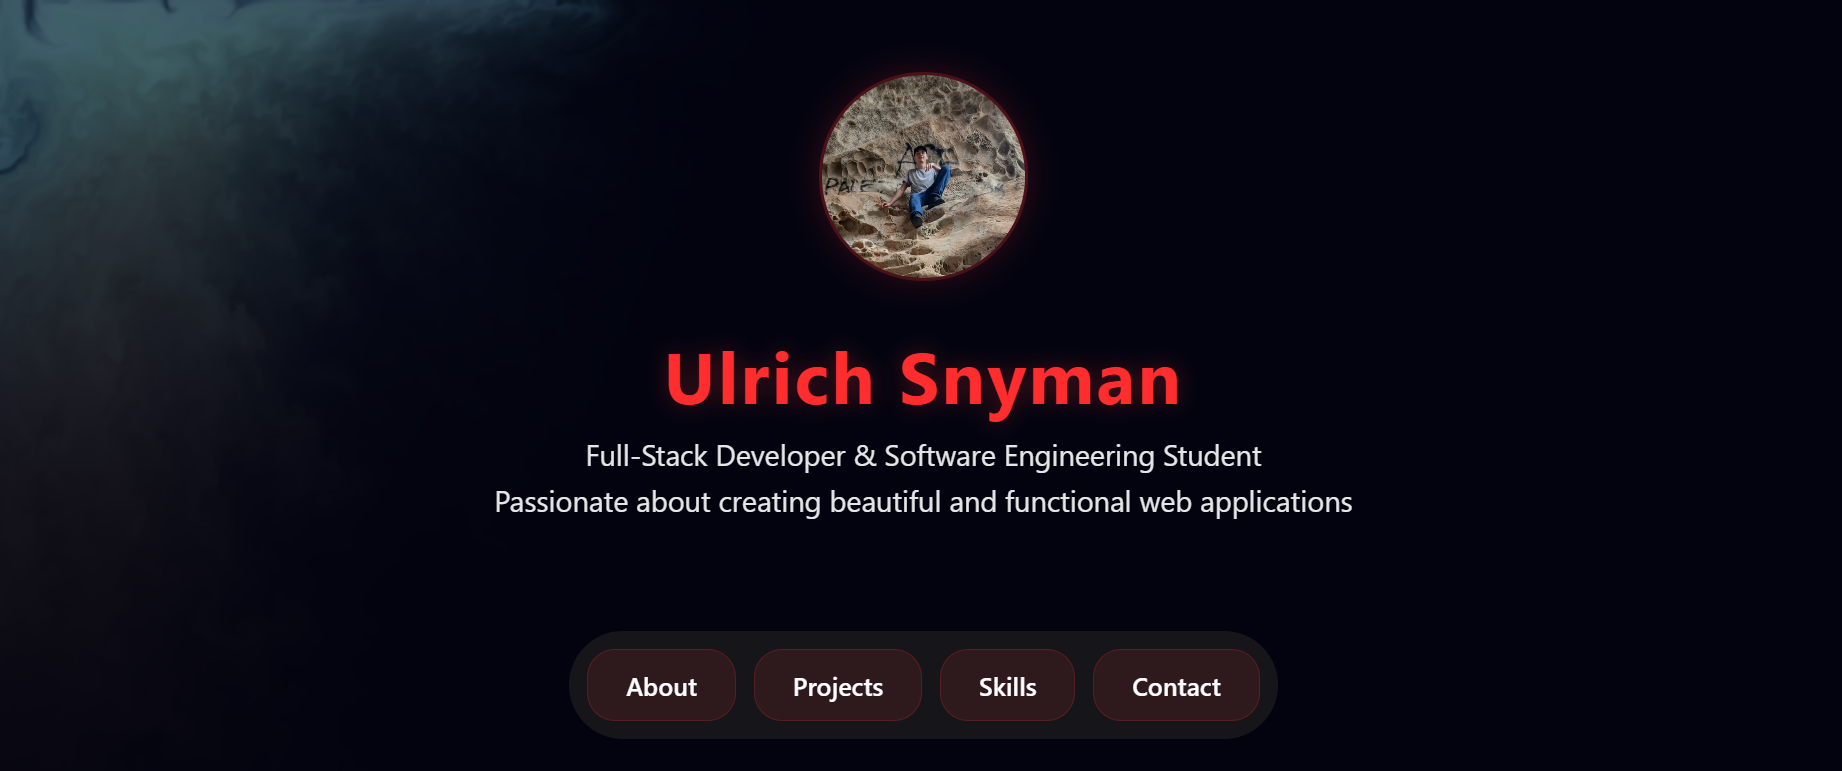 Ulrich Snyman
Full-Stack Developer & Software Engineering Student
Passionate about creating beautiful and functional web applications
About
Projects
Skills
Contact